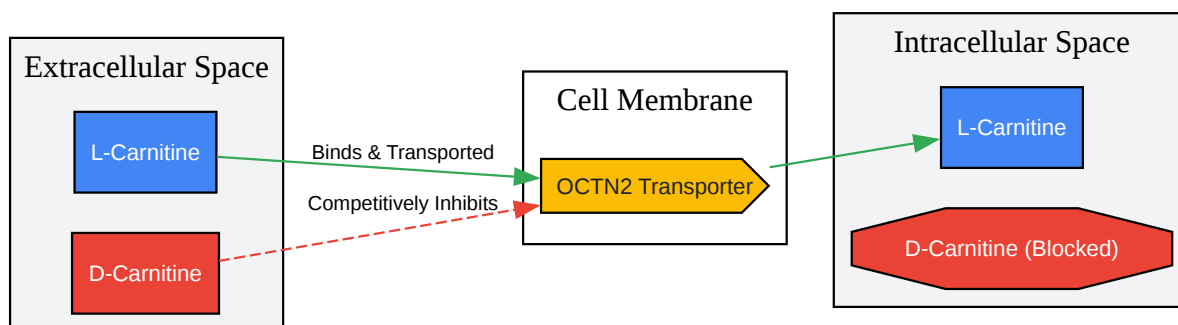 Extracellular Space
L-Carnitine
D-Carnitine
Binds & Transported
Competitively Inhibits
Cell Membrane
OCTN2 Transporter
Intracellular Space
L-Carnitine
D-Carnitine (Blocked)